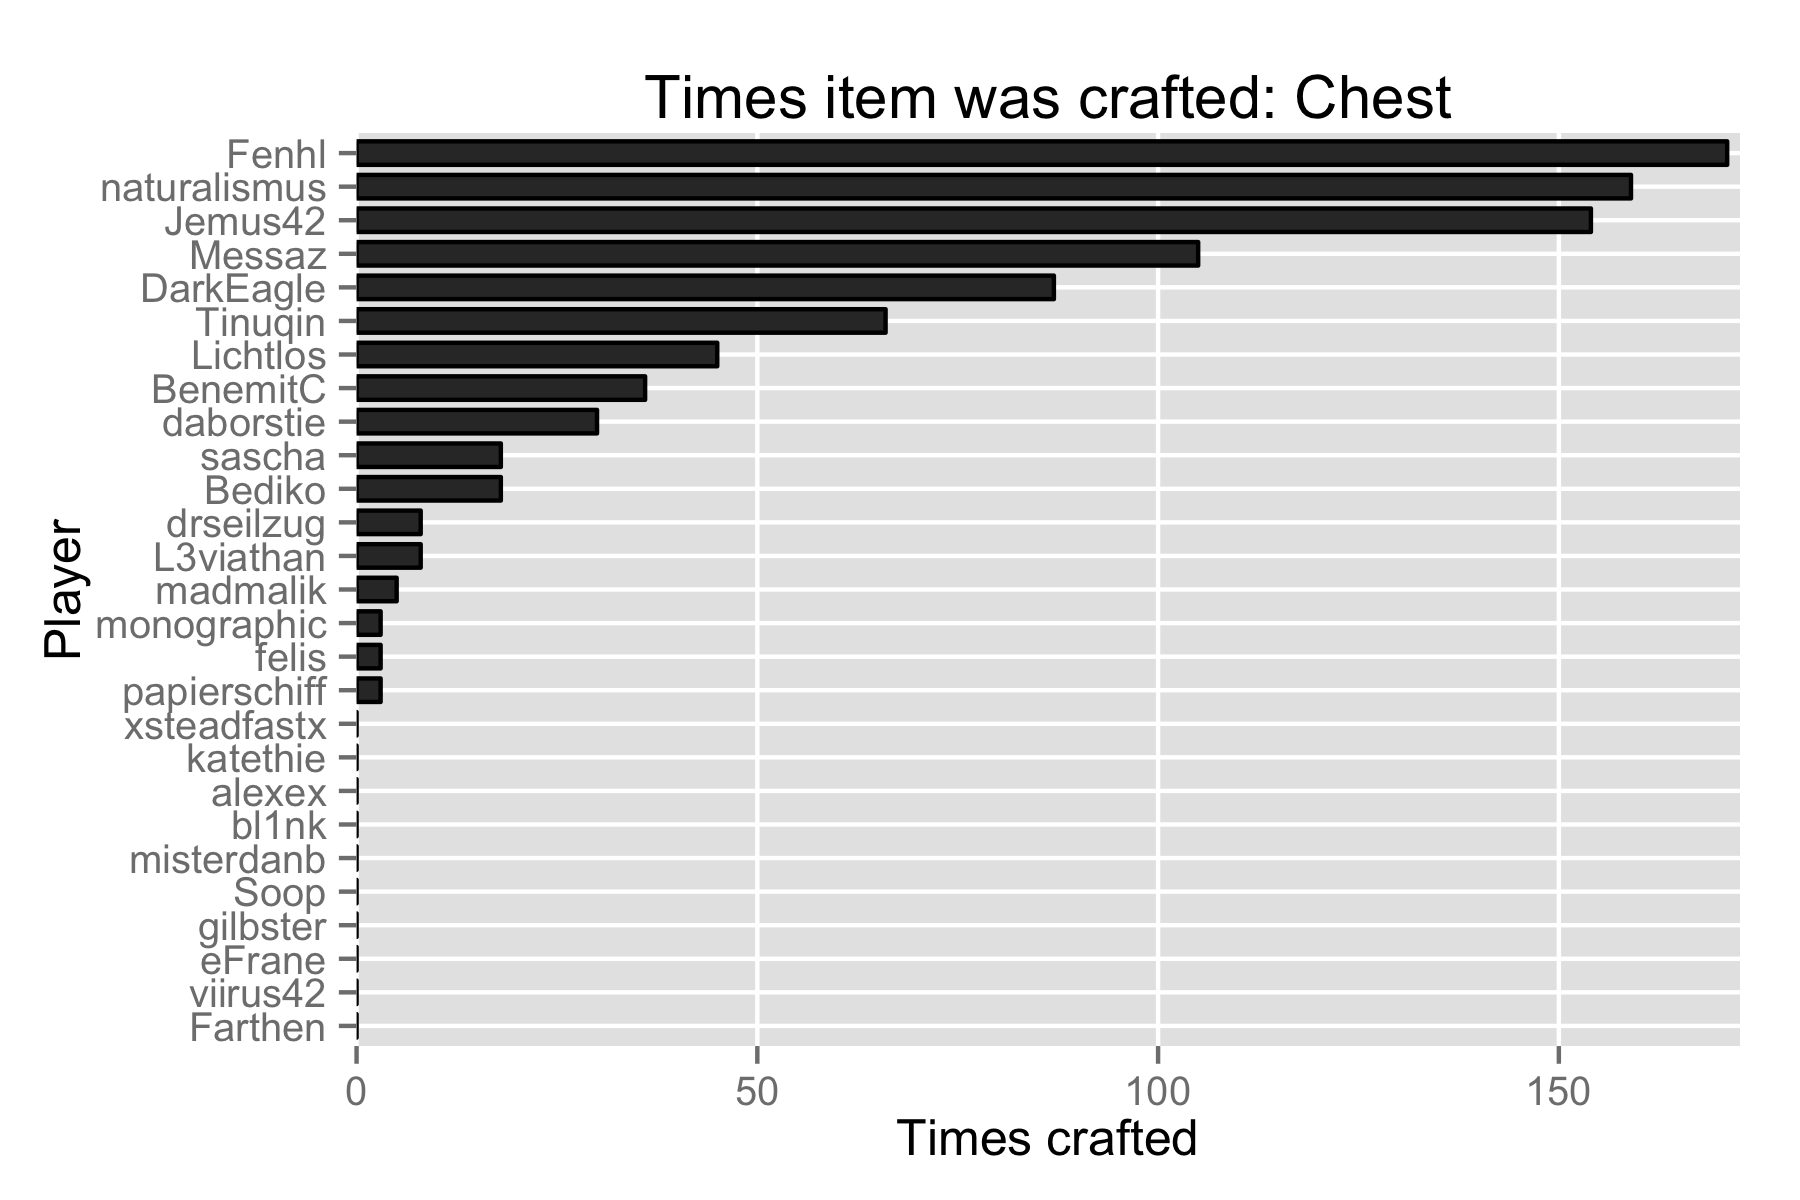 Times item was crafted: Chest
Fenhl
naturalismus
Jemus42
Messaz
DarkEagle
Tinuqin
Lichtlos
BenemitC
daborstie
sascha
Bediko
drseilzug
L3viathan
madmalik
monographic
felis
papierschiff
xsteadfastx
katethie
alexex
bl1nk
misterdanb
Soop
gilbster
eFrane
viirus42
Farthen
Player
0 50 100 150
Times crafted